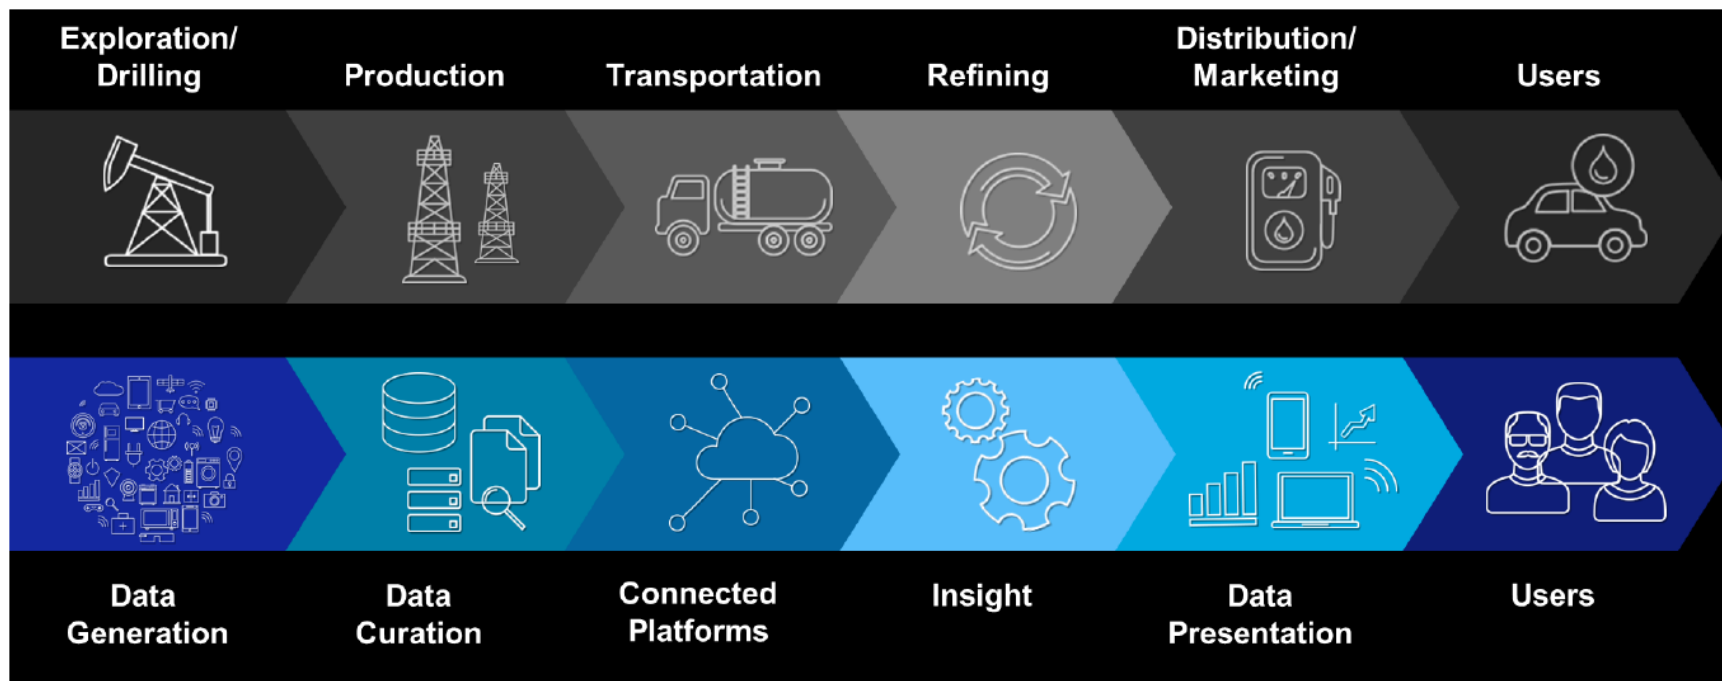 Exploration/
Drilling
Production
Transportation
Refining
Distribution/
Marketing
Users
Data
Generation
Data
Curation
Connected
Platforms
Insight
Data
Presentation
Users